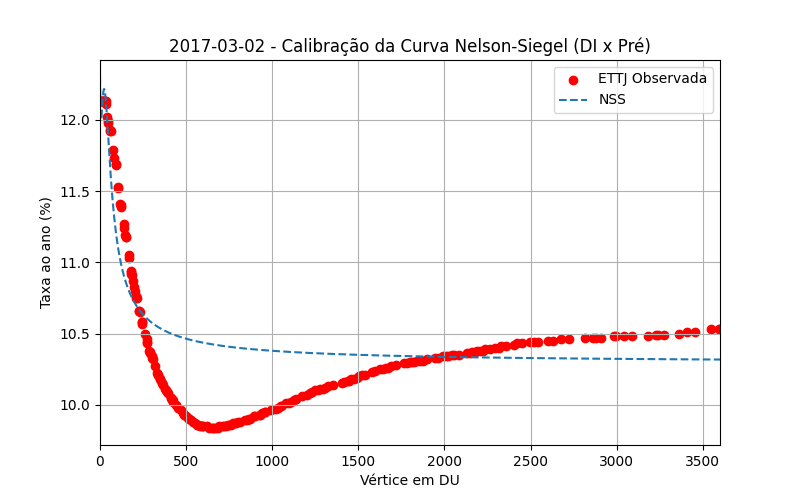 2017-03-02 - Calibração da Curva Nelson-Siegel (DI x Pré)
ETTJ Observada
NSS
Taxa ao ano (%)
12.0
11.5
11.0
10.5
10.0
0 500 1000 1500 2000 2500 3000 3500
Vértice em DU